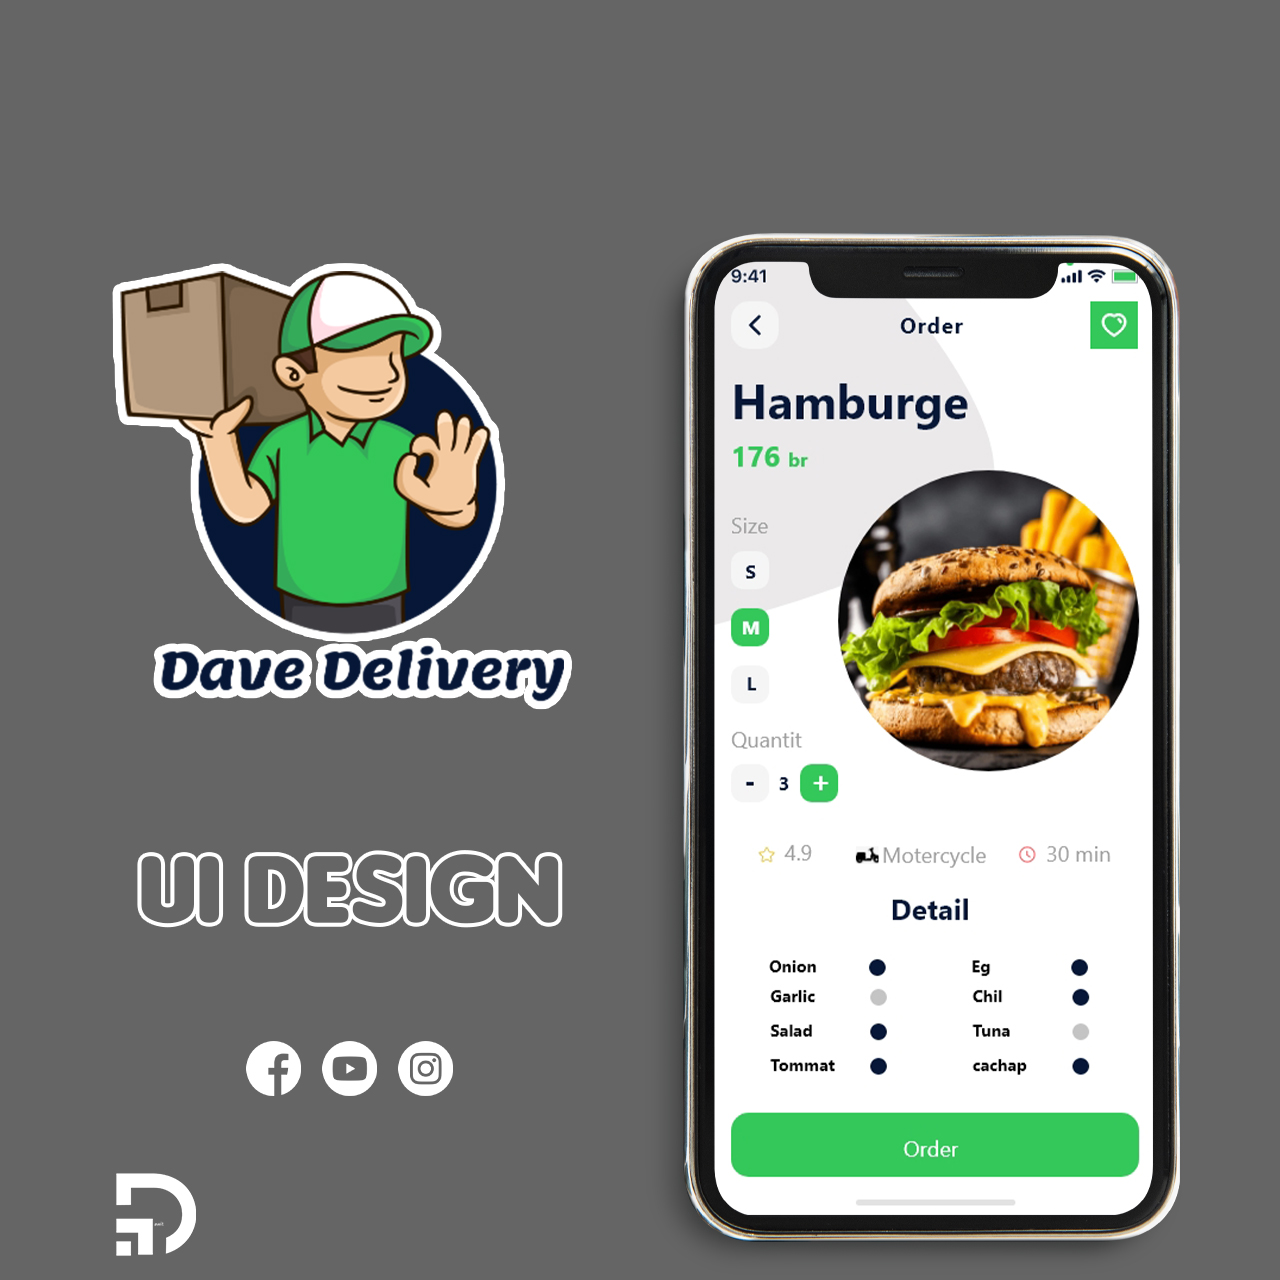 Dave Delivery
UI DESIGN
9:41
Order
Hamburge
176 br
Size
S
M
L
Quantit
- 3 +
4.9 Motercycle 30 min
Detail
Onion Eg
Garlic Chil
Salad Tuna
Tommat cachap
Order